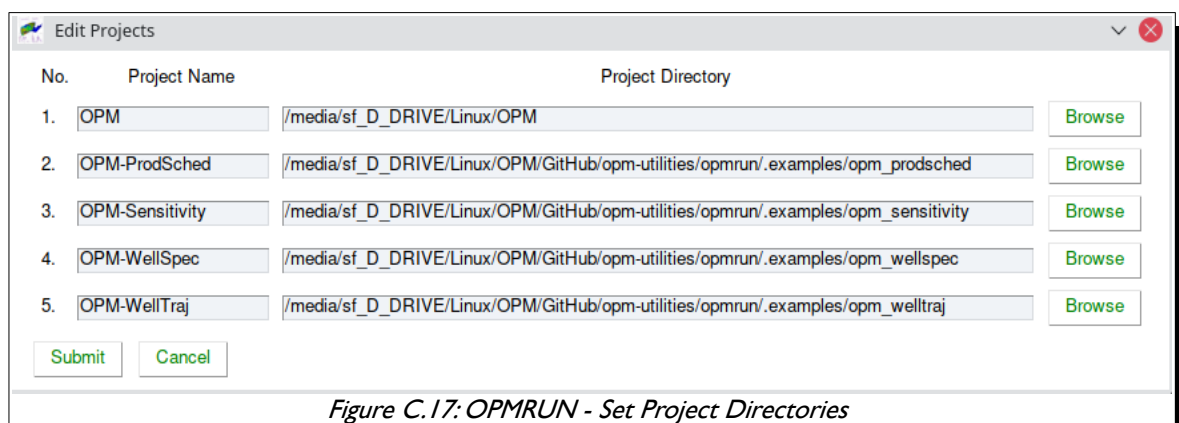 Edit Projects
No. Project Name Project Directory
1. OPM /media/sf_D_DRIVE/Linux/OPM Browse
2. OPM-ProdSched /media/sf_D_DRIVE/Linux/OPM/GitHub/opm-utilities/opmrun/.examples/opm_prodsched Browse
3. OPM-Sensitivity /media/sf_D_DRIVE/Linux/OPM/GitHub/opm-utilities/opmrun/.examples/opm_sensitivity Browse
4. OPM-WellSpec /media/sf_D_DRIVE/Linux/OPM/GitHub/opm-utilities/opmrun/.examples/opm_wellspec Browse
5. OPM-WellTraj /media/sf_D_DRIVE/Linux/OPM/GitHub/opm-utilities/opmrun/.examples/opm_welltraj Browse
Submit Cancel
Figure C.17: OPMRUN - Set Project Directories